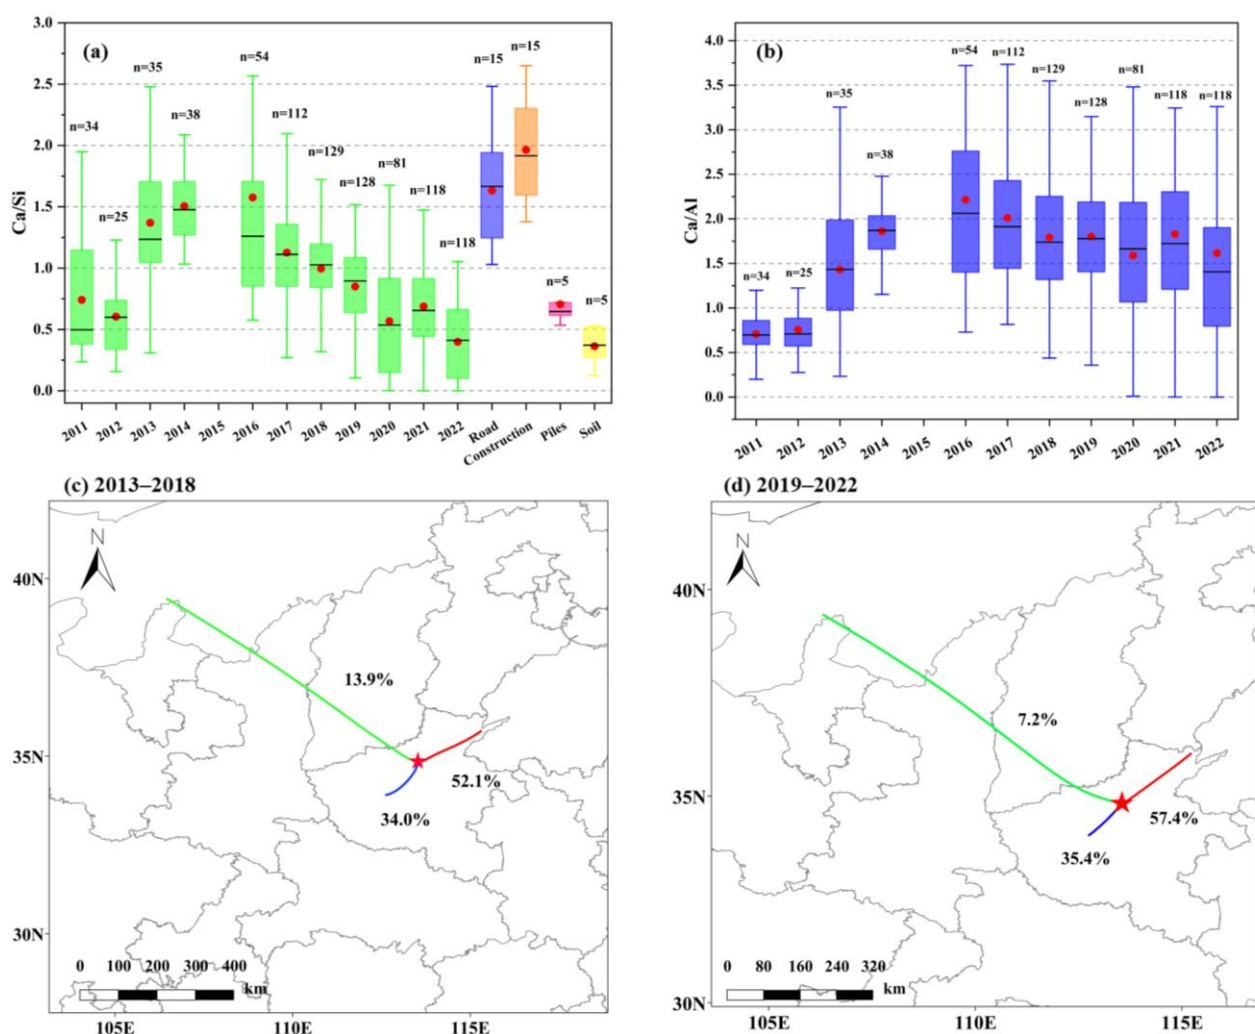 (a)
Ca/Si
3.0
2.5
2.0
1.5
1.0
0.5
0.0
n=34
n=25
n=35
n=38
n=54
n=112
n=129
n=128
n=81
n=118
n=118
n=15
n=15
n=5
n=5
2011
2012
2013
2014
2015
2016
2017
2018
2019
2020
2021
2022
Road
Construction
Piles
Soil
(b)
Ca/Al
4.0
3.5
3.0
2.5
2.0
1.5
1.0
0.5
0.0
n=34
n=25
n=35
n=38
n=54
n=112
n=129
n=128
n=81
n=118
n=118
2011
2012
2013
2014
2015
2016
2017
2018
2019
2020
2021
2022
(c) 2013–2018
N
40N
35N
30N
13.9%
52.1%
34.0%
0 100 200 300 400
km
105E 110E 115E
(d) 2019–2022
N
40N
35N
30N
7.2%
57.4%
35.4%
0 80 160 240 320
km
105E 110E 115E